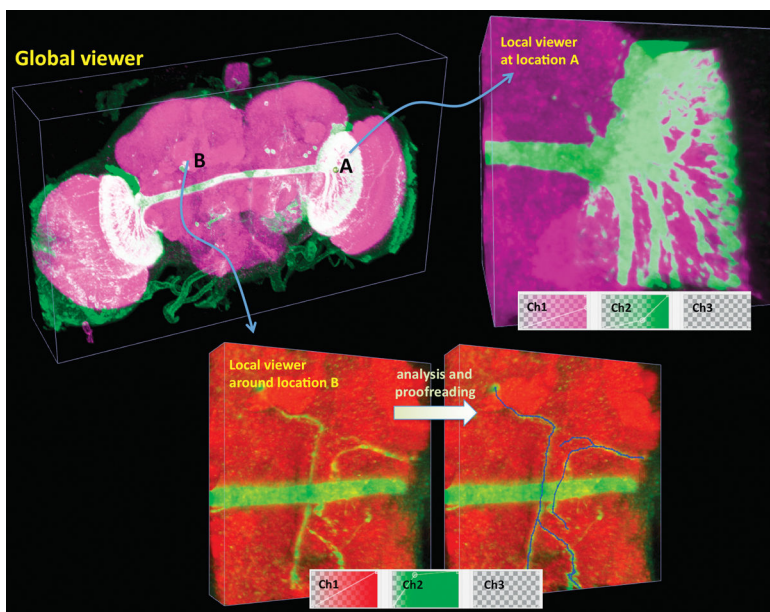 Global viewer
Local viewer
at location A
B
A
Ch1
Ch2
Ch3
Local viewer
around location B
analysis and
proofreading
Ch1
Ch2
Ch3